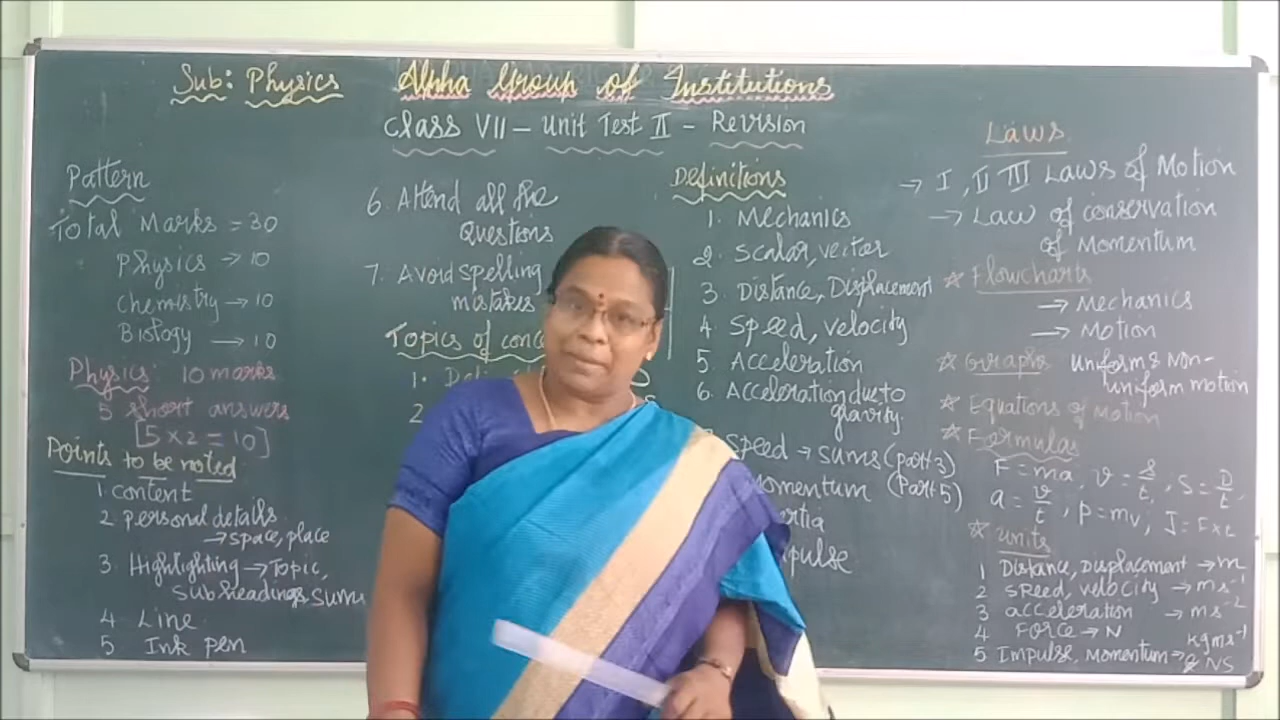 Sub: Physics
Alpha Group of Institutions
Class VII – Unit Test II – Revision
Pattern
Total Marks = 30
Physics → 10
Chemistry → 10
Biology → 10
Physics: 10 marks
5 short answers
[5 x 2 = 10]
Points to be noted
1. content
2 personal details
→ space, place
3. Highlighting → Topic,
Sub headings, sums
4 Line
5 Ink pen
6. Attend all the
Questions
7. Avoid spelling
mistakes
Topics of
1.
2
Definitions
1. Mechanics
2. Scalar, vector
3. Distance, Displacement
4. Speed, velocity
5. Acceleration
6. Acceleration due to
gravity.
Speed → sums (part 3)
(Part 5)
Laws
→ I, II III Laws of Motion
→ Law of conservation
of Momentum
☆ Flowcharts
→ Mechanics
→ Motion
☆ Graphs uniform & non-
uniform motion
☆ Equations of Motion
☆ Formulas
F = ma, v = s/t, S = D/t,
a = v/t, p = mv, J = F x t
☆ units
1 Distance, Displacement → m
2 Speed, velocity → ms⁻¹
3 acceleration → ms⁻²
4 Force → N
5 Impulse, Momentum → kgms⁻¹
NS